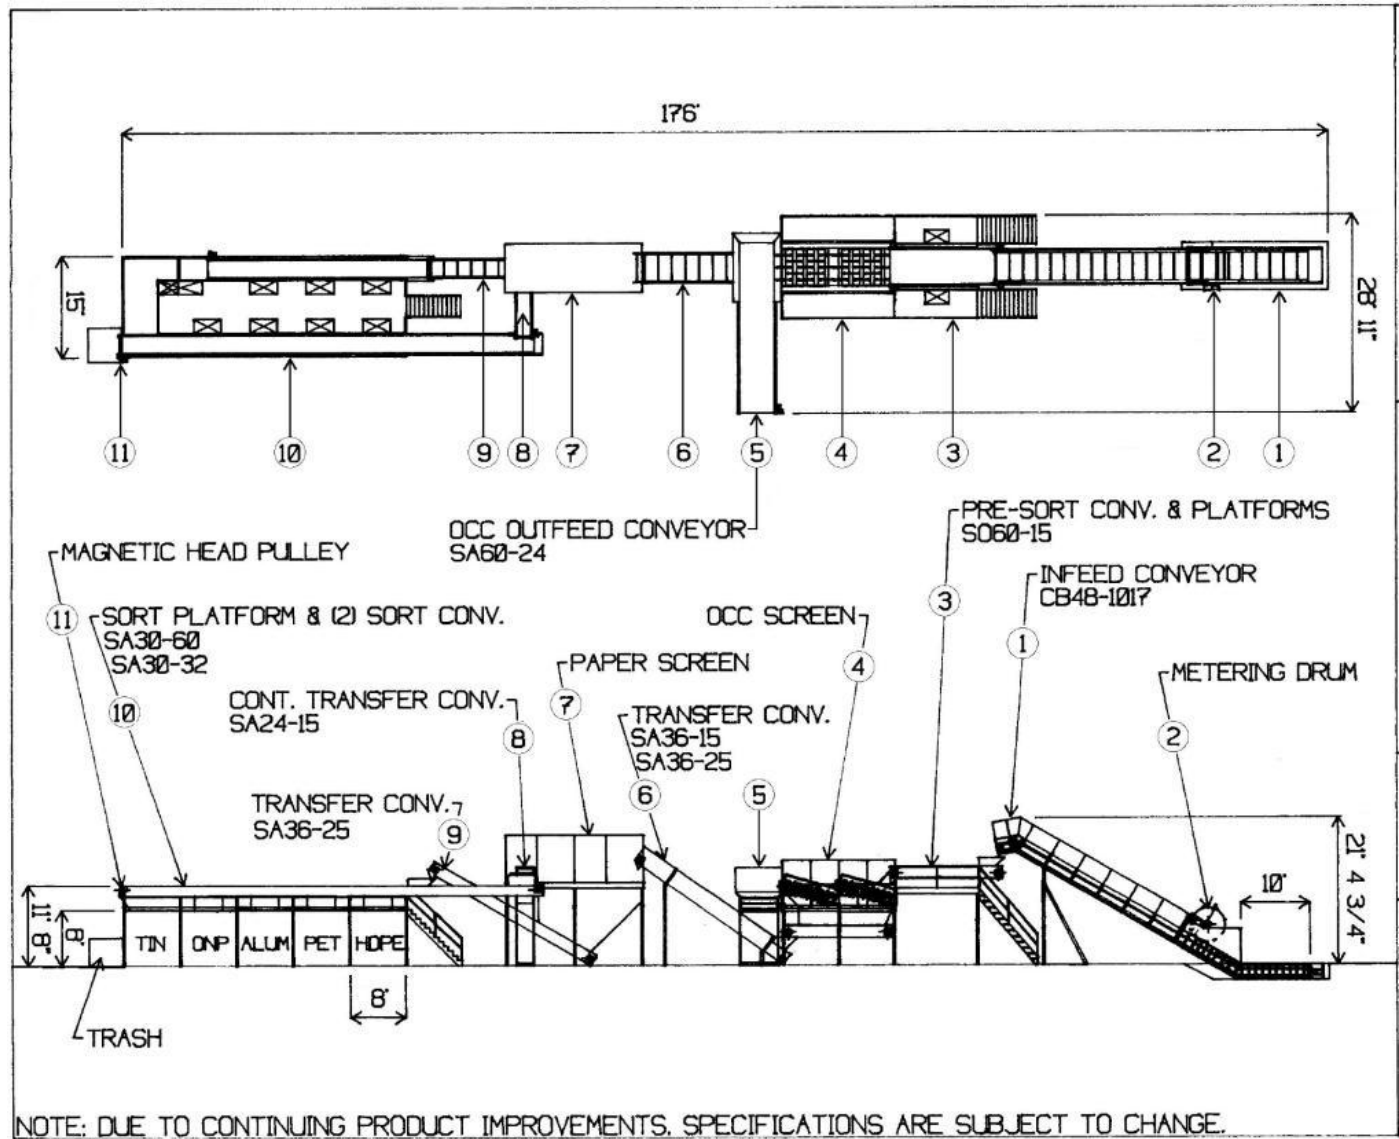 176'
15'
28' 11"
11
10
9
8
7
6
5
4
3
2
1
OCC OUTFEED CONVEYOR
SA60-24
PRE-SORT CONV. & PLATFORMS
SO60-15
MAGNETIC HEAD PULLEY
INFEED CONVEYOR
CB48-1017
11
SORT PLATFORM & (2) SORT CONV.
SA30-60
SA30-32
OCC SCREEN
3
1
PAPER SCREEN
4
METERING DRUM
10
CONT. TRANSFER CONV.
SA24-15
7
TRANSFER CONV.
SA36-15
SA36-25
8
2
TRANSFER CONV.
SA36-25
9
6
5
21' 4 3/4"
10'
11' 8"
8'
TIN
ONP
ALUM
PET
HDPE
8'
TRASH
NOTE: DUE TO CONTINUING PRODUCT IMPROVEMENTS. SPECIFICATIONS ARE SUBJECT TO CHANGE.